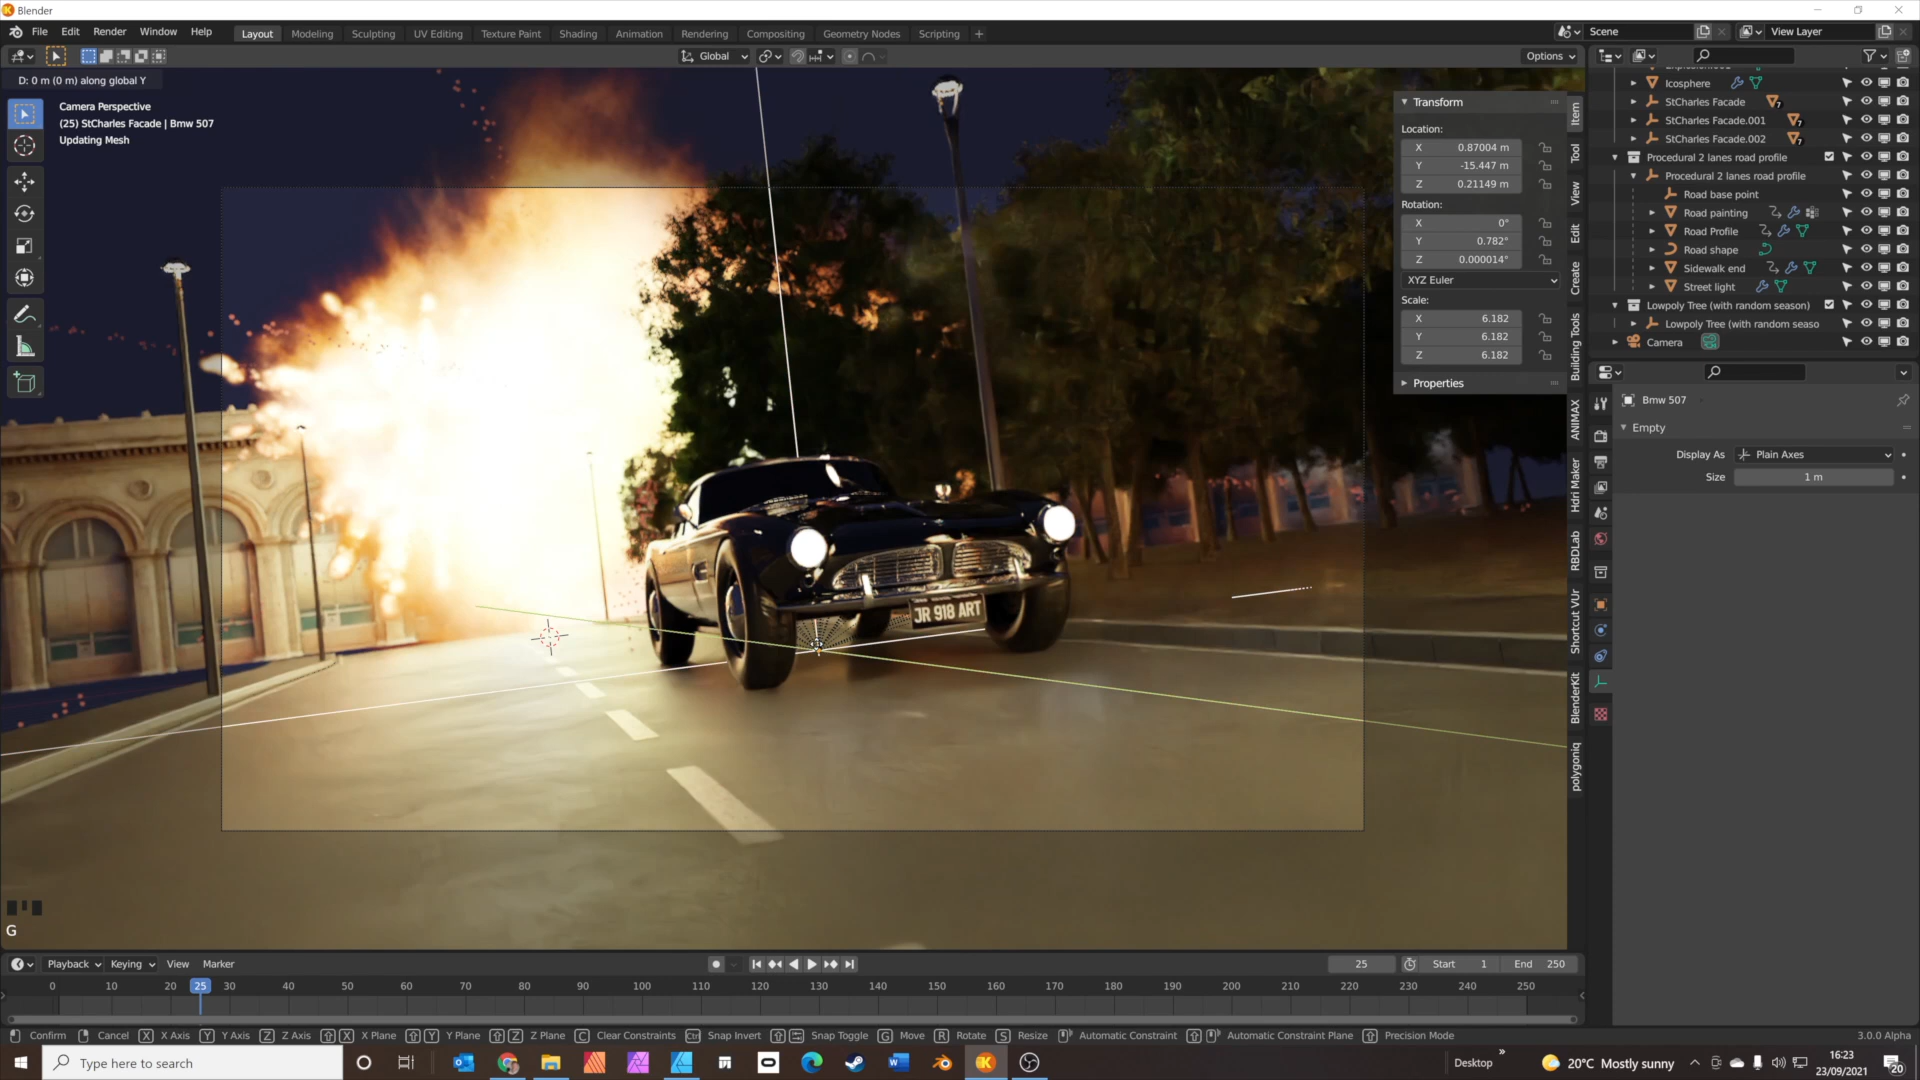 Blender
File Edit Render Window Help
Layout Modeling Sculpting UV Editing Texture Paint Shading Animation Rendering Compositing Geometry Nodes Scripting +
Scene
View Layer
Global
Options
D: 0 m (0 m) along global Y
Camera Perspective
(25) StCharles Facade | Bmw 507
Updating Mesh
Transform
Location:
X 0.87004 m
Y -15.447 m
Z 0.21149 m
Rotation:
X 0°
Y 0.782°
Z 0.000014°
XYZ Euler
Scale:
X 6.182
Y 6.182
Z 6.182
Properties
Item
Tool
View
Edit
Create
Building Tools
ANIMAX
Hdri Maker
RBDLab
Shortcut VUr
BlenderKit
polygoniq
Icosphere
StCharles Facade 7
StCharles Facade.001 7
StCharles Facade.002 7
Procedural 2 lanes road profile
Procedural 2 lanes road profile
Road base point
Road painting
Road Profile
Road shape
Sidewalk end
Street light
Lowpoly Tree (with random season)
Lowpoly Tree (with random seaso
Camera
Bmw 507
Empty
Display As Plain Axes
Size 1 m
JR 918 ART
G
Playback Keying View Marker
25
Start 1
End 250
0 10 20 25 30 40 50 60 70 80 90 100 110 120 130 140 150 160 170 180 190 200 210 220 230 240 250
Confirm Cancel X X Axis Y Y Axis Z Z Axis X X Plane Y Y Plane Z Z Plane C Clear Constraints Ctrl Snap Invert Snap Toggle G Move R Rotate S Resize Automatic Constraint Automatic Constraint Plane Precision Mode
3.0.0 Alpha
Type here to search
Desktop
20°C Mostly sunny
16:23
23/09/2021
20